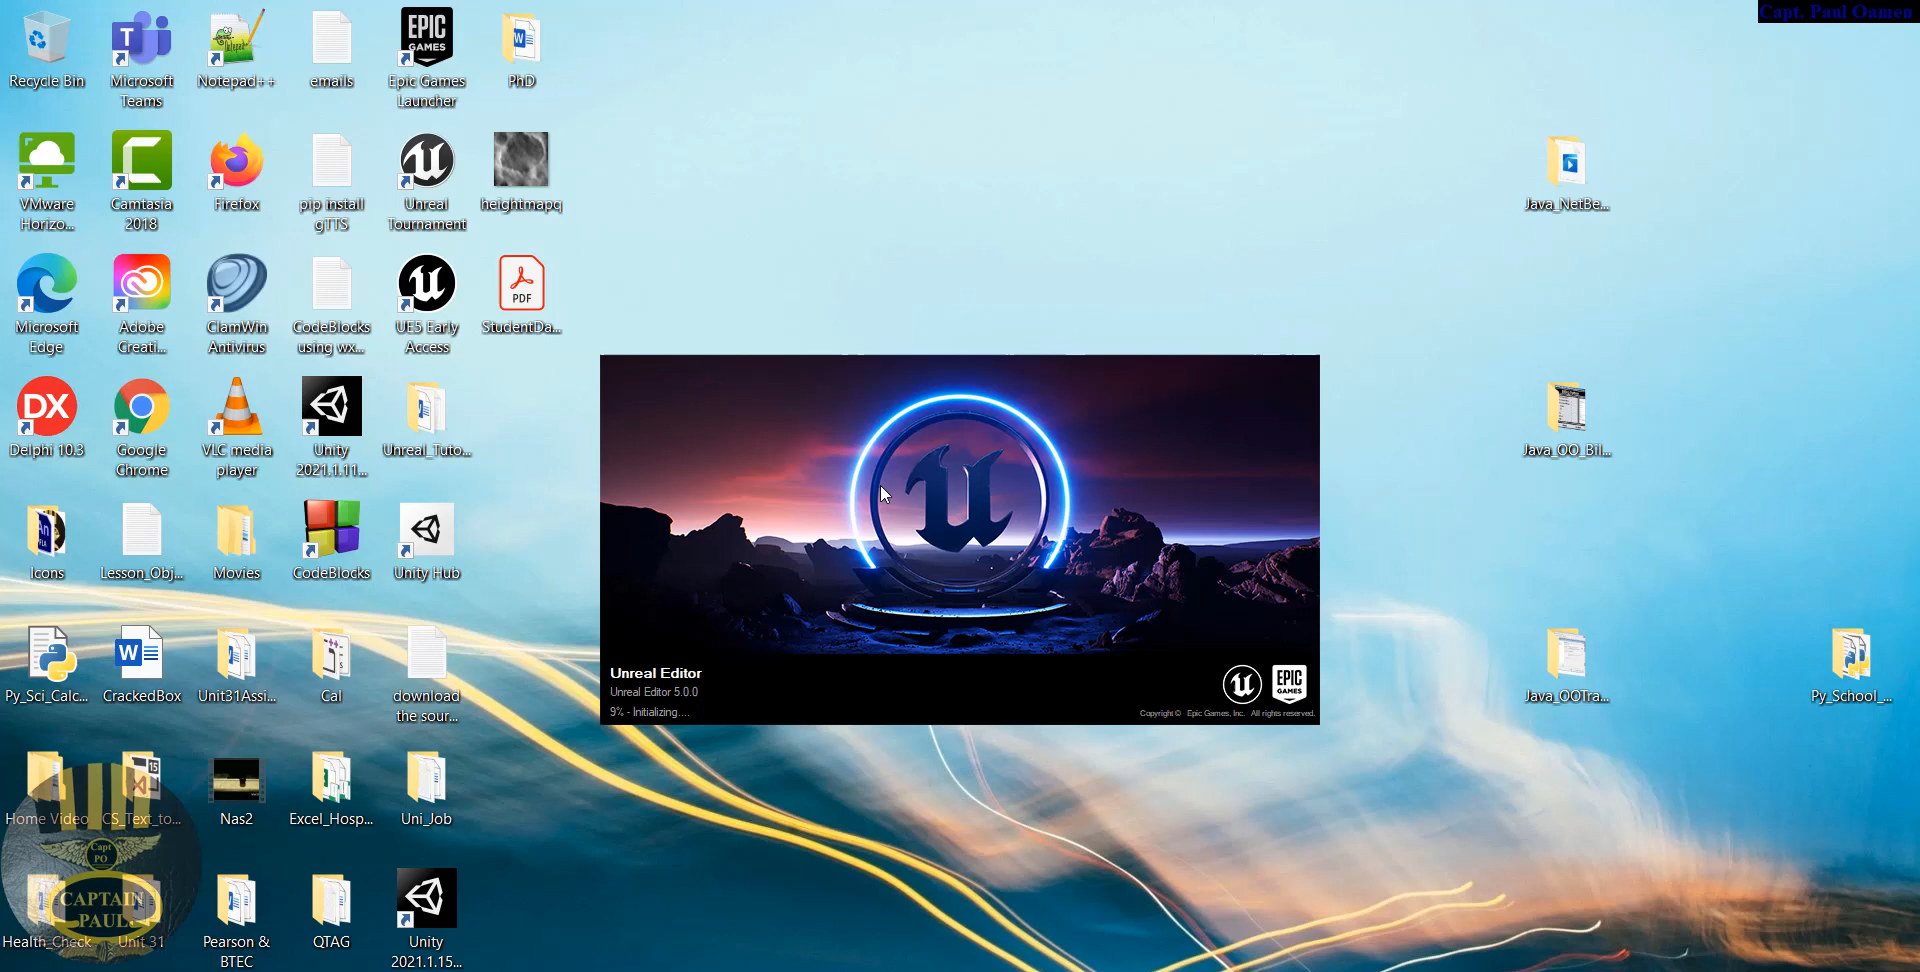 Capt. Paul Oamen
Recycle Bin
Microsoft
Teams
Notepad++
emails
EPIC
GAMES
Epic Games
Launcher
PhD
VMware
Horizo...
Camtasia
2018
Firefox
pip install
gTTS
Unreal
Tournament
heightmapq
Java_NetBe...
Microsoft
Edge
Adobe
Creati...
ClamWin
Antivirus
CodeBlocks
using wx...
UE5 Early
Access
PDF
StudentDa...
DX
Delphi 10.3
Google
Chrome
VLC media
player
Unity
2021.1.11...
Unreal_Tuto...
Java_OO_Bil...
Icons
Lesson_Obj...
Movies
CodeBlocks
Unity Hub
Py_Sci_Calc...
CrackedBox
Unit31Assi...
Cal
download
the sour...
Unreal Editor
Unreal Editor 5.0.0
9% - Initializing....
EPIC
GAMES
Copyright © Epic Games, Inc. All rights reserved.
Java_OOTra...
Py_School_...
Home Video
CS_Text_to...
Nas2
Excel_Hosp...
Uni_Job
Capt
PO
CAPTAIN
PAUL
Health_Check
Unit 31
Pearson &
BTEC
QTAG
Unity
2021.1.15...